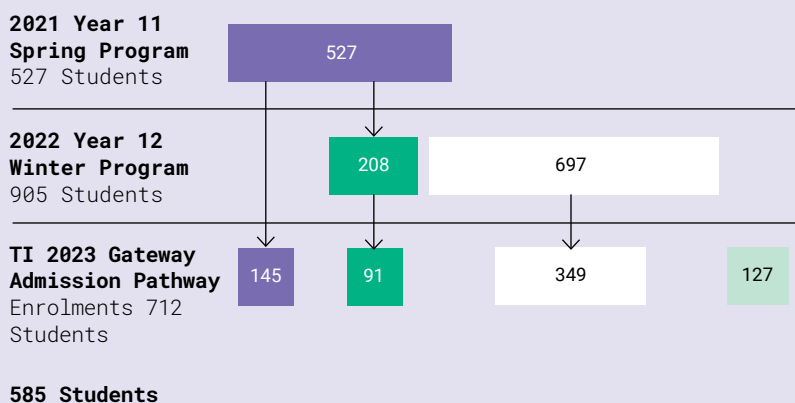 2021 Year 11
Spring Program
527 Students
527
2022 Year 12
Winter Program
905 Students
208
697
TI 2023 Gateway
Admission Pathway
Enrolments 712
Students
145
91
349
127
585 Students